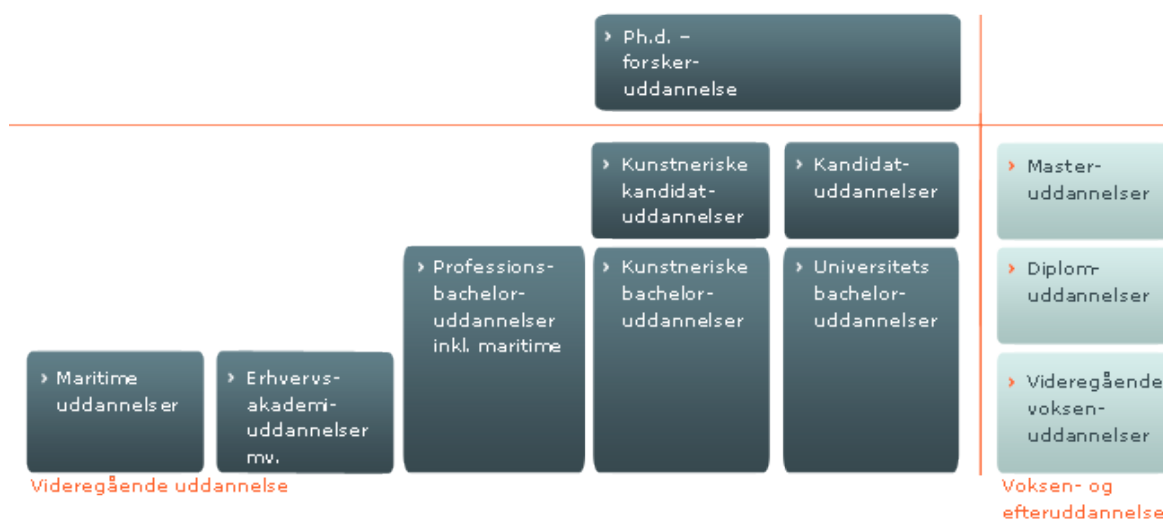 Ph.d. –
forsker-
uddannelse
Kunstneriske
kandidat-
uddannelser
Kandidat-
uddannelser
Master-
uddannelser
Professions-
bachelor-
uddannelser
inkl. maritime
Kunstneriske
bachelor-
uddannelser
Universitets
bachelor-
uddannelser
Diplom-
uddannelser
Maritime
uddannelser
Erhvervs-
akademi-
uddannelser
mv.
Videregående
voksen-
uddannelser
Videregående uddannelse
Voksen- og
efteruddannelse